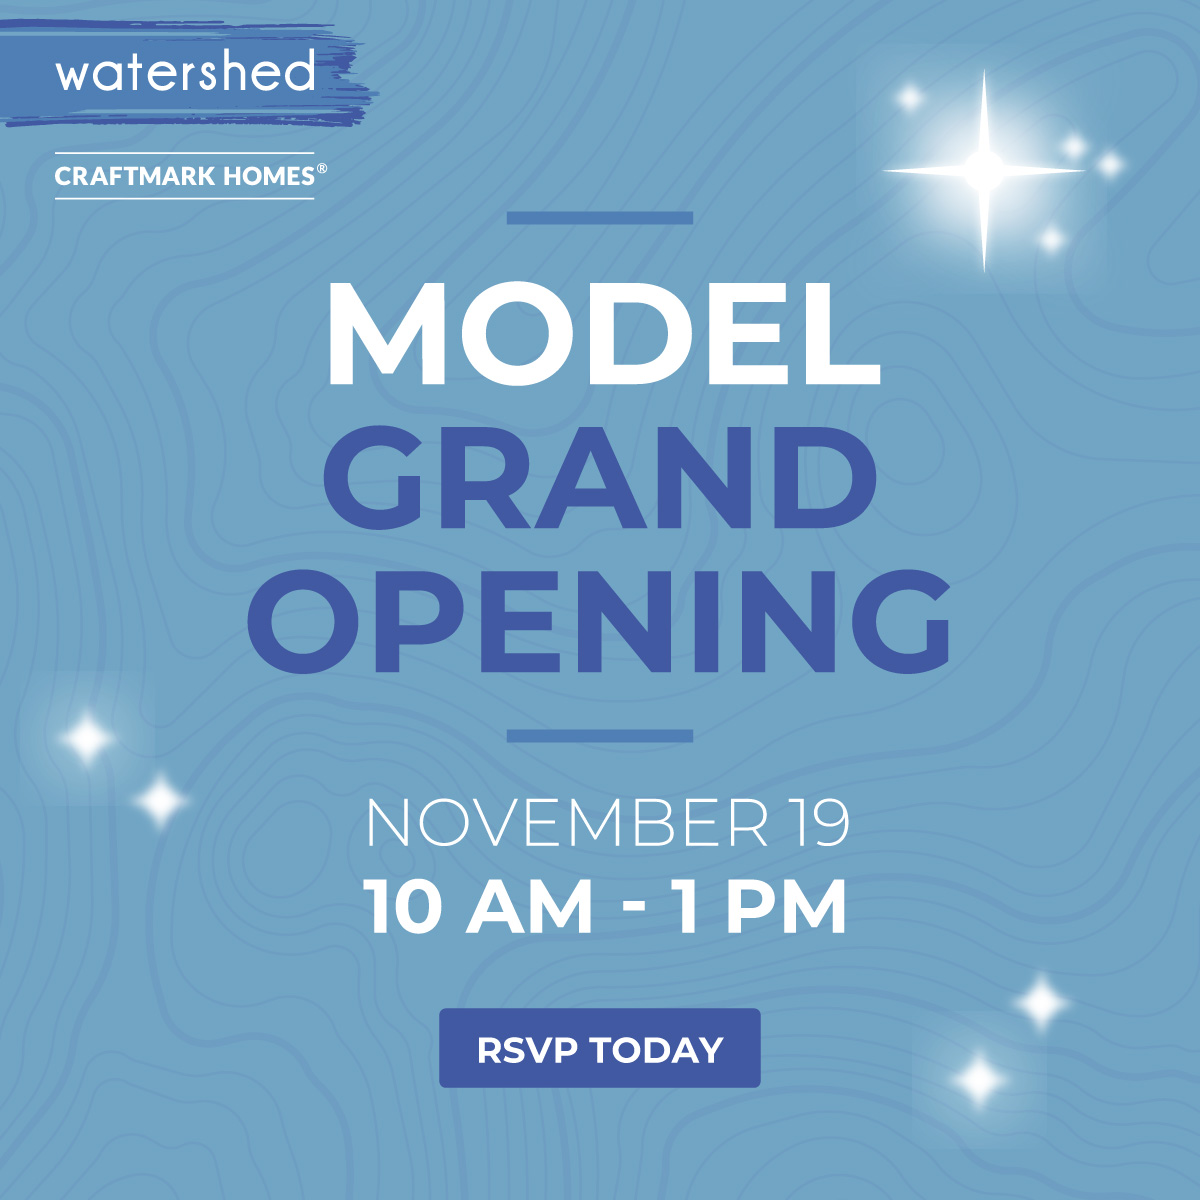 watershed
CRAFTMARK HOMES®
MODEL
GRAND
OPENING
NOVEMBER 19
10 AM - 1 PM
RSVP TODAY